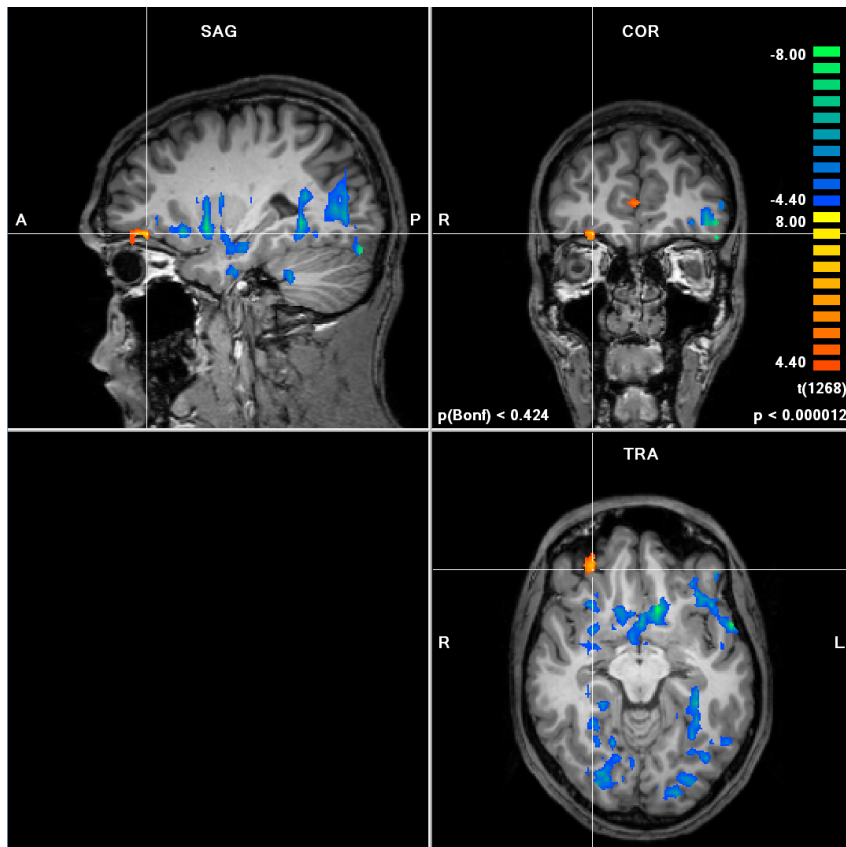 SAG
A
P
COR
R
-8.00
-4.40
8.00
4.40
t(1268)
p(Bonf) < 0.424
p < 0.000012
TRA
R
L